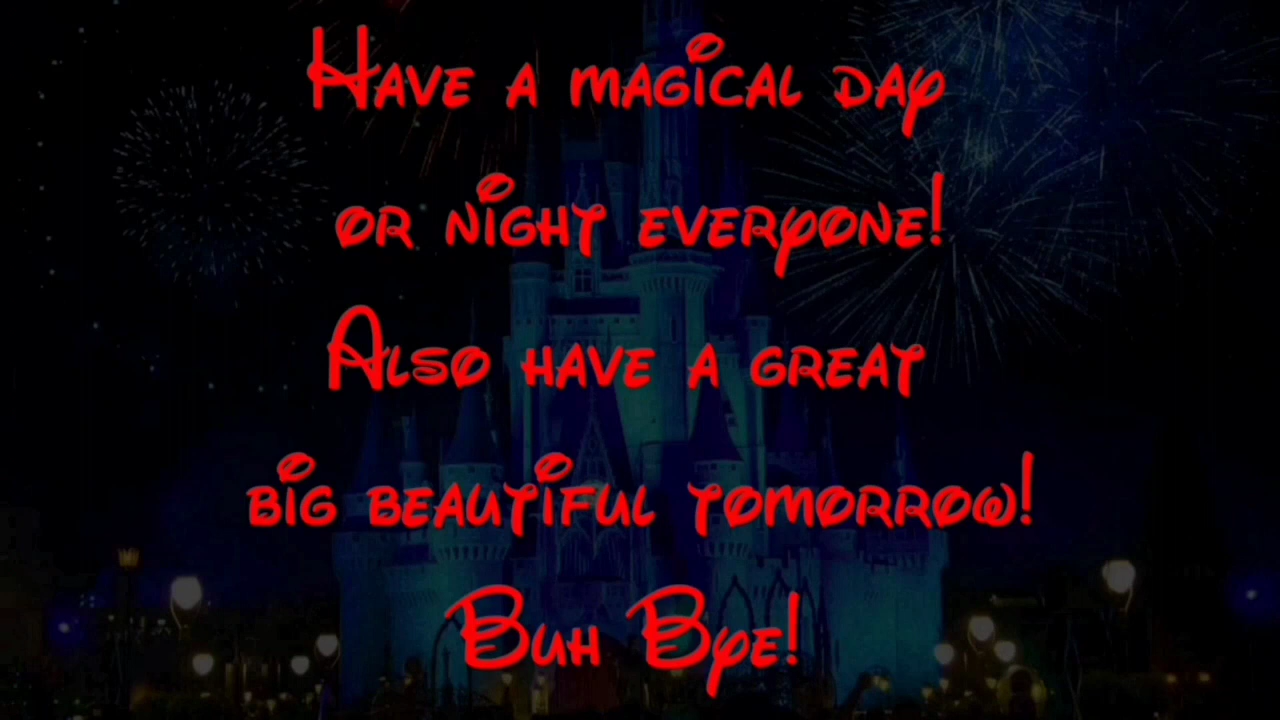 Have a magical day
or night everyone!
Also have a great
big beautiful tomorrow!
Buh Bye!